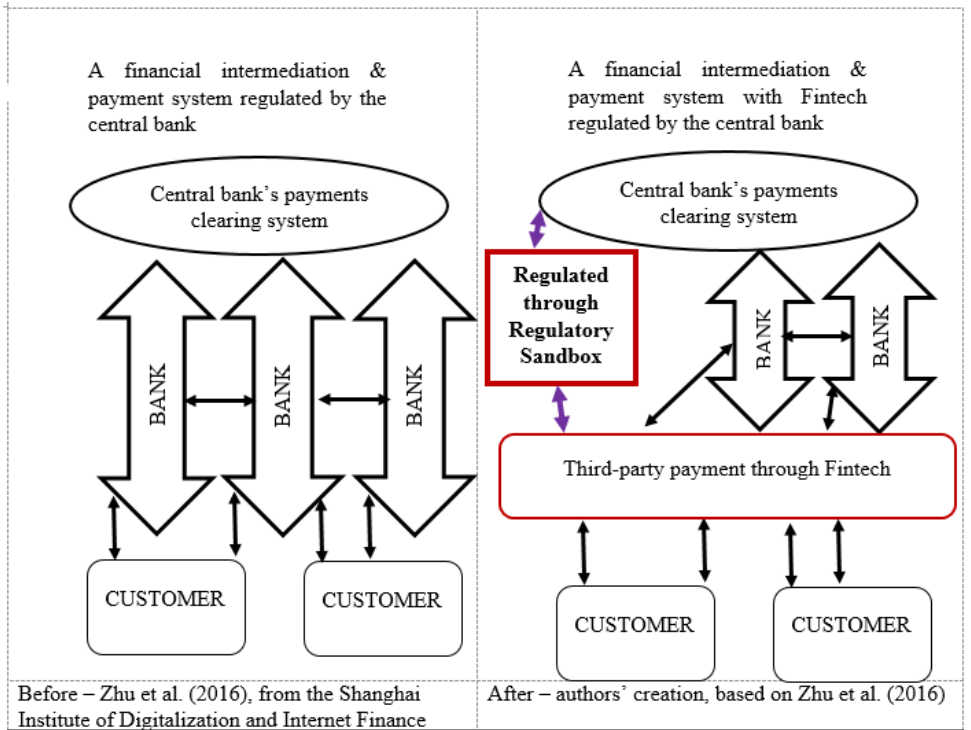 A financial intermediation &
payment system regulated by the
central bank
Central bank's payments
clearing system
BANK
BANK
BANK
CUSTOMER
CUSTOMER
Before – Zhu et al. (2016), from the Shanghai
Institute of Digitalization and Internet Finance
A financial intermediation &
payment system with Fintech
regulated by the central bank
Central bank's payments
clearing system
Regulated
through
Regulatory
Sandbox
BANK
BANK
Third-party payment through Fintech
CUSTOMER
CUSTOMER
After – authors' creation, based on Zhu et al. (2016)